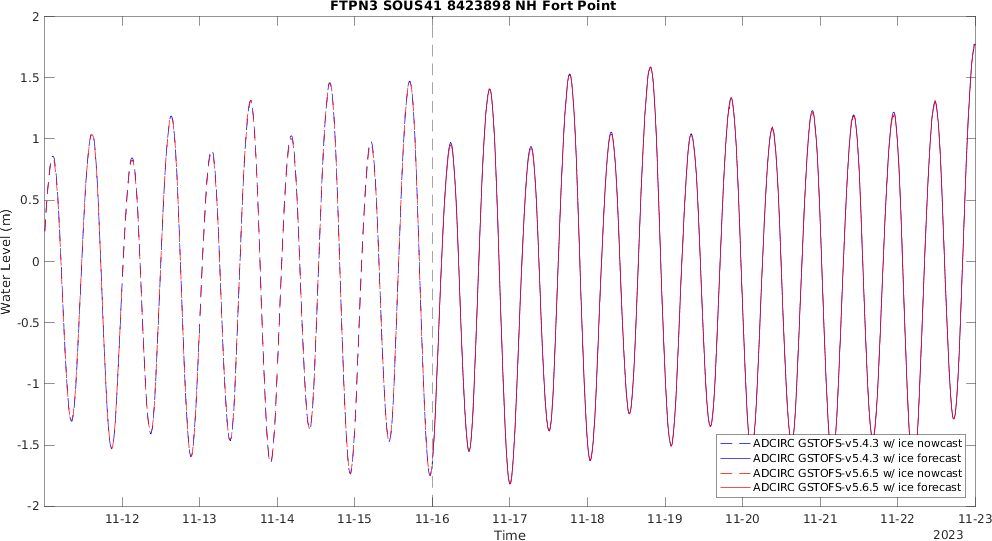 FTPN3 SOUS41 8423898 NH Fort Point
2
1.5
1
0.5
0
-0.5
-1
-1.5
-2
Water Level (m)
ADCIRC GSTOFS-v5.4.3 w/ ice nowcast
ADCIRC GSTOFS-v5.4.3 w/ ice forecast
ADCIRC GSTOFS-v5.6.5 w/ ice nowcast
ADCIRC GSTOFS-v5.6.5 w/ ice forecast
11-12 11-13 11-14 11-15 11-16 11-17 11-18 11-19 11-20 11-21 11-22 11-23
Time
2023